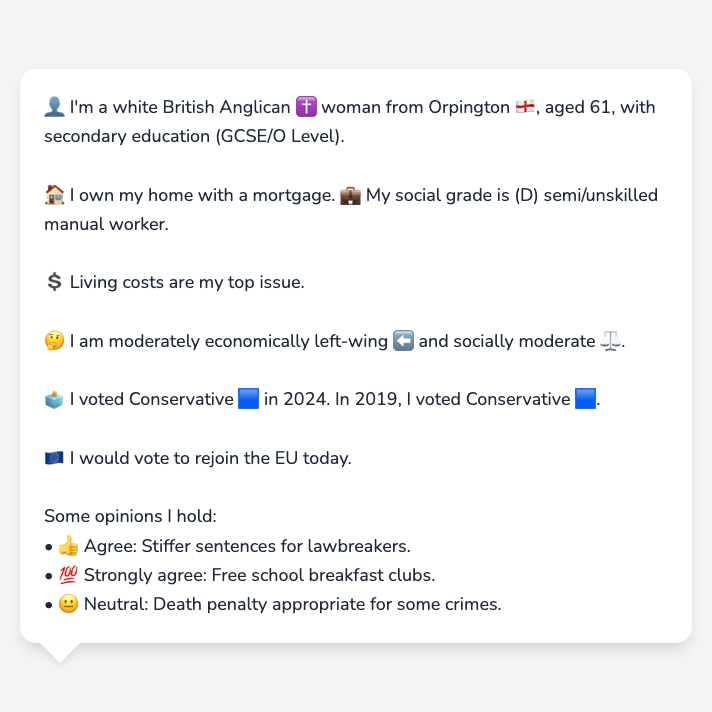 👤 I'm a white British Anglican ✝️ woman from Orpington 🏴󠁧󠁢󠁥󠁮󠁧󠁿, aged 61, with
secondary education (GCSE/O Level).
🏠 I own my home with a mortgage. 💼 My social grade is (D) semi/unskilled
manual worker.
💲 Living costs are my top issue.
🤔 I am moderately economically left-wing ⬅️ and socially moderate ⚖️.
🗳️ I voted Conservative 🟦 in 2024. In 2019, I voted Conservative 🟦.
🇪🇺 I would vote to rejoin the EU today.
Some opinions I hold:
• 👍 Agree: Stiffer sentences for lawbreakers.
• 💯 Strongly agree: Free school breakfast clubs.
• 😐 Neutral: Death penalty appropriate for some crimes.